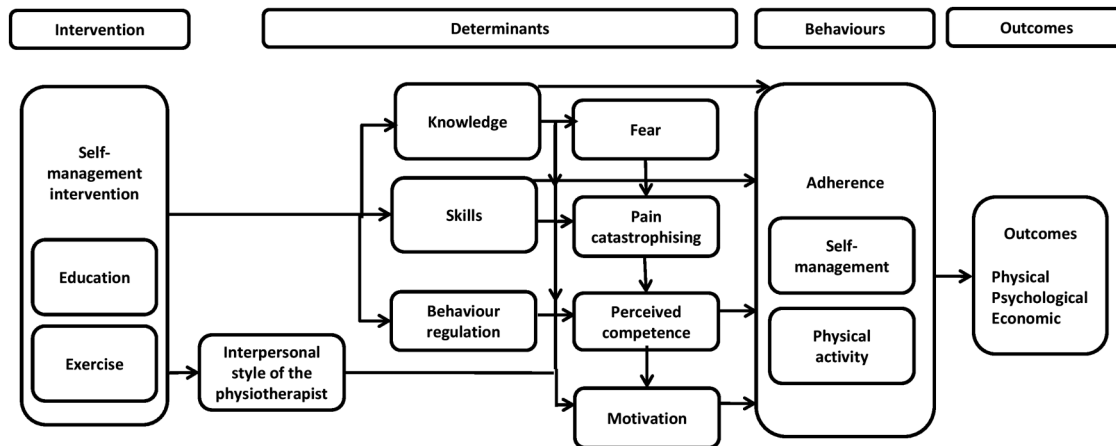 Intervention
Determinants
Behaviours
Outcomes
Self-
management
intervention
Education
Exercise
Interpersonal
style of the
physiotherapist
Knowledge
Skills
Behaviour
regulation
Fear
Pain
catastrophising
Perceived
competence
Motivation
Adherence
Self-
management
Physical
activity
Outcomes
Physical
Psychological
Economic